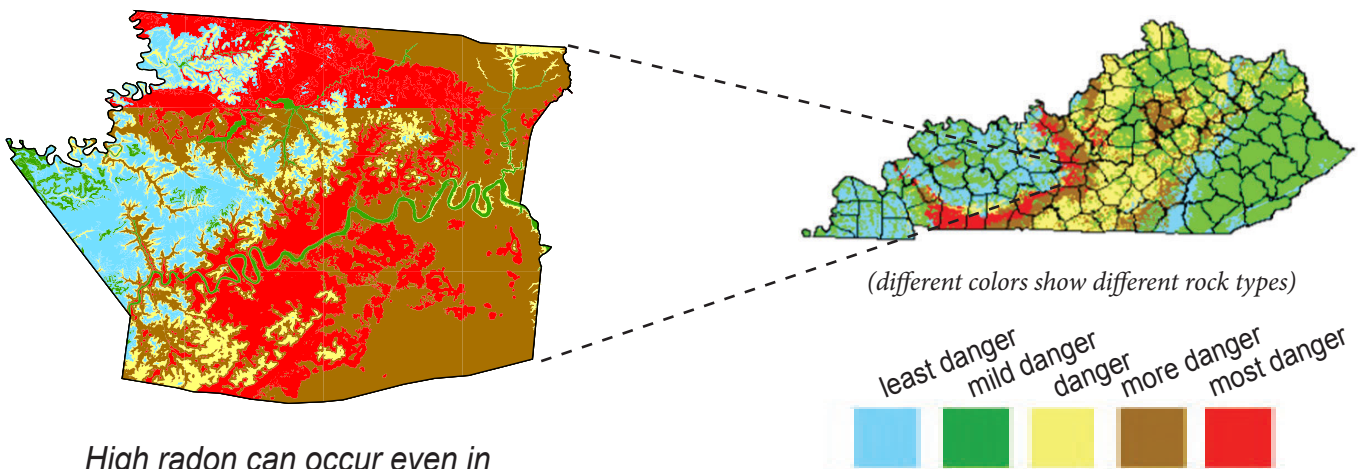 (different colors show different rock types)
least danger
mild danger
danger
more danger
most danger
High radon can occur even in